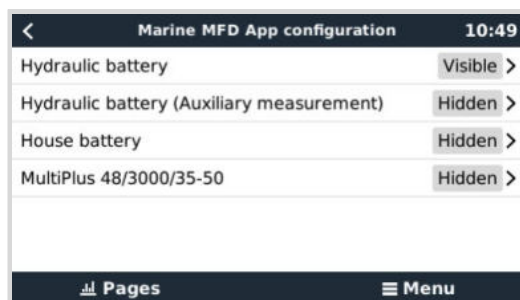 Marine MFD App configuration 10:49
Hydraulic battery Visible
Hydraulic battery (Auxiliary measurement) Hidden
House battery Hidden
MultiPlus 48/3000/35-50 Hidden
Pages Menu